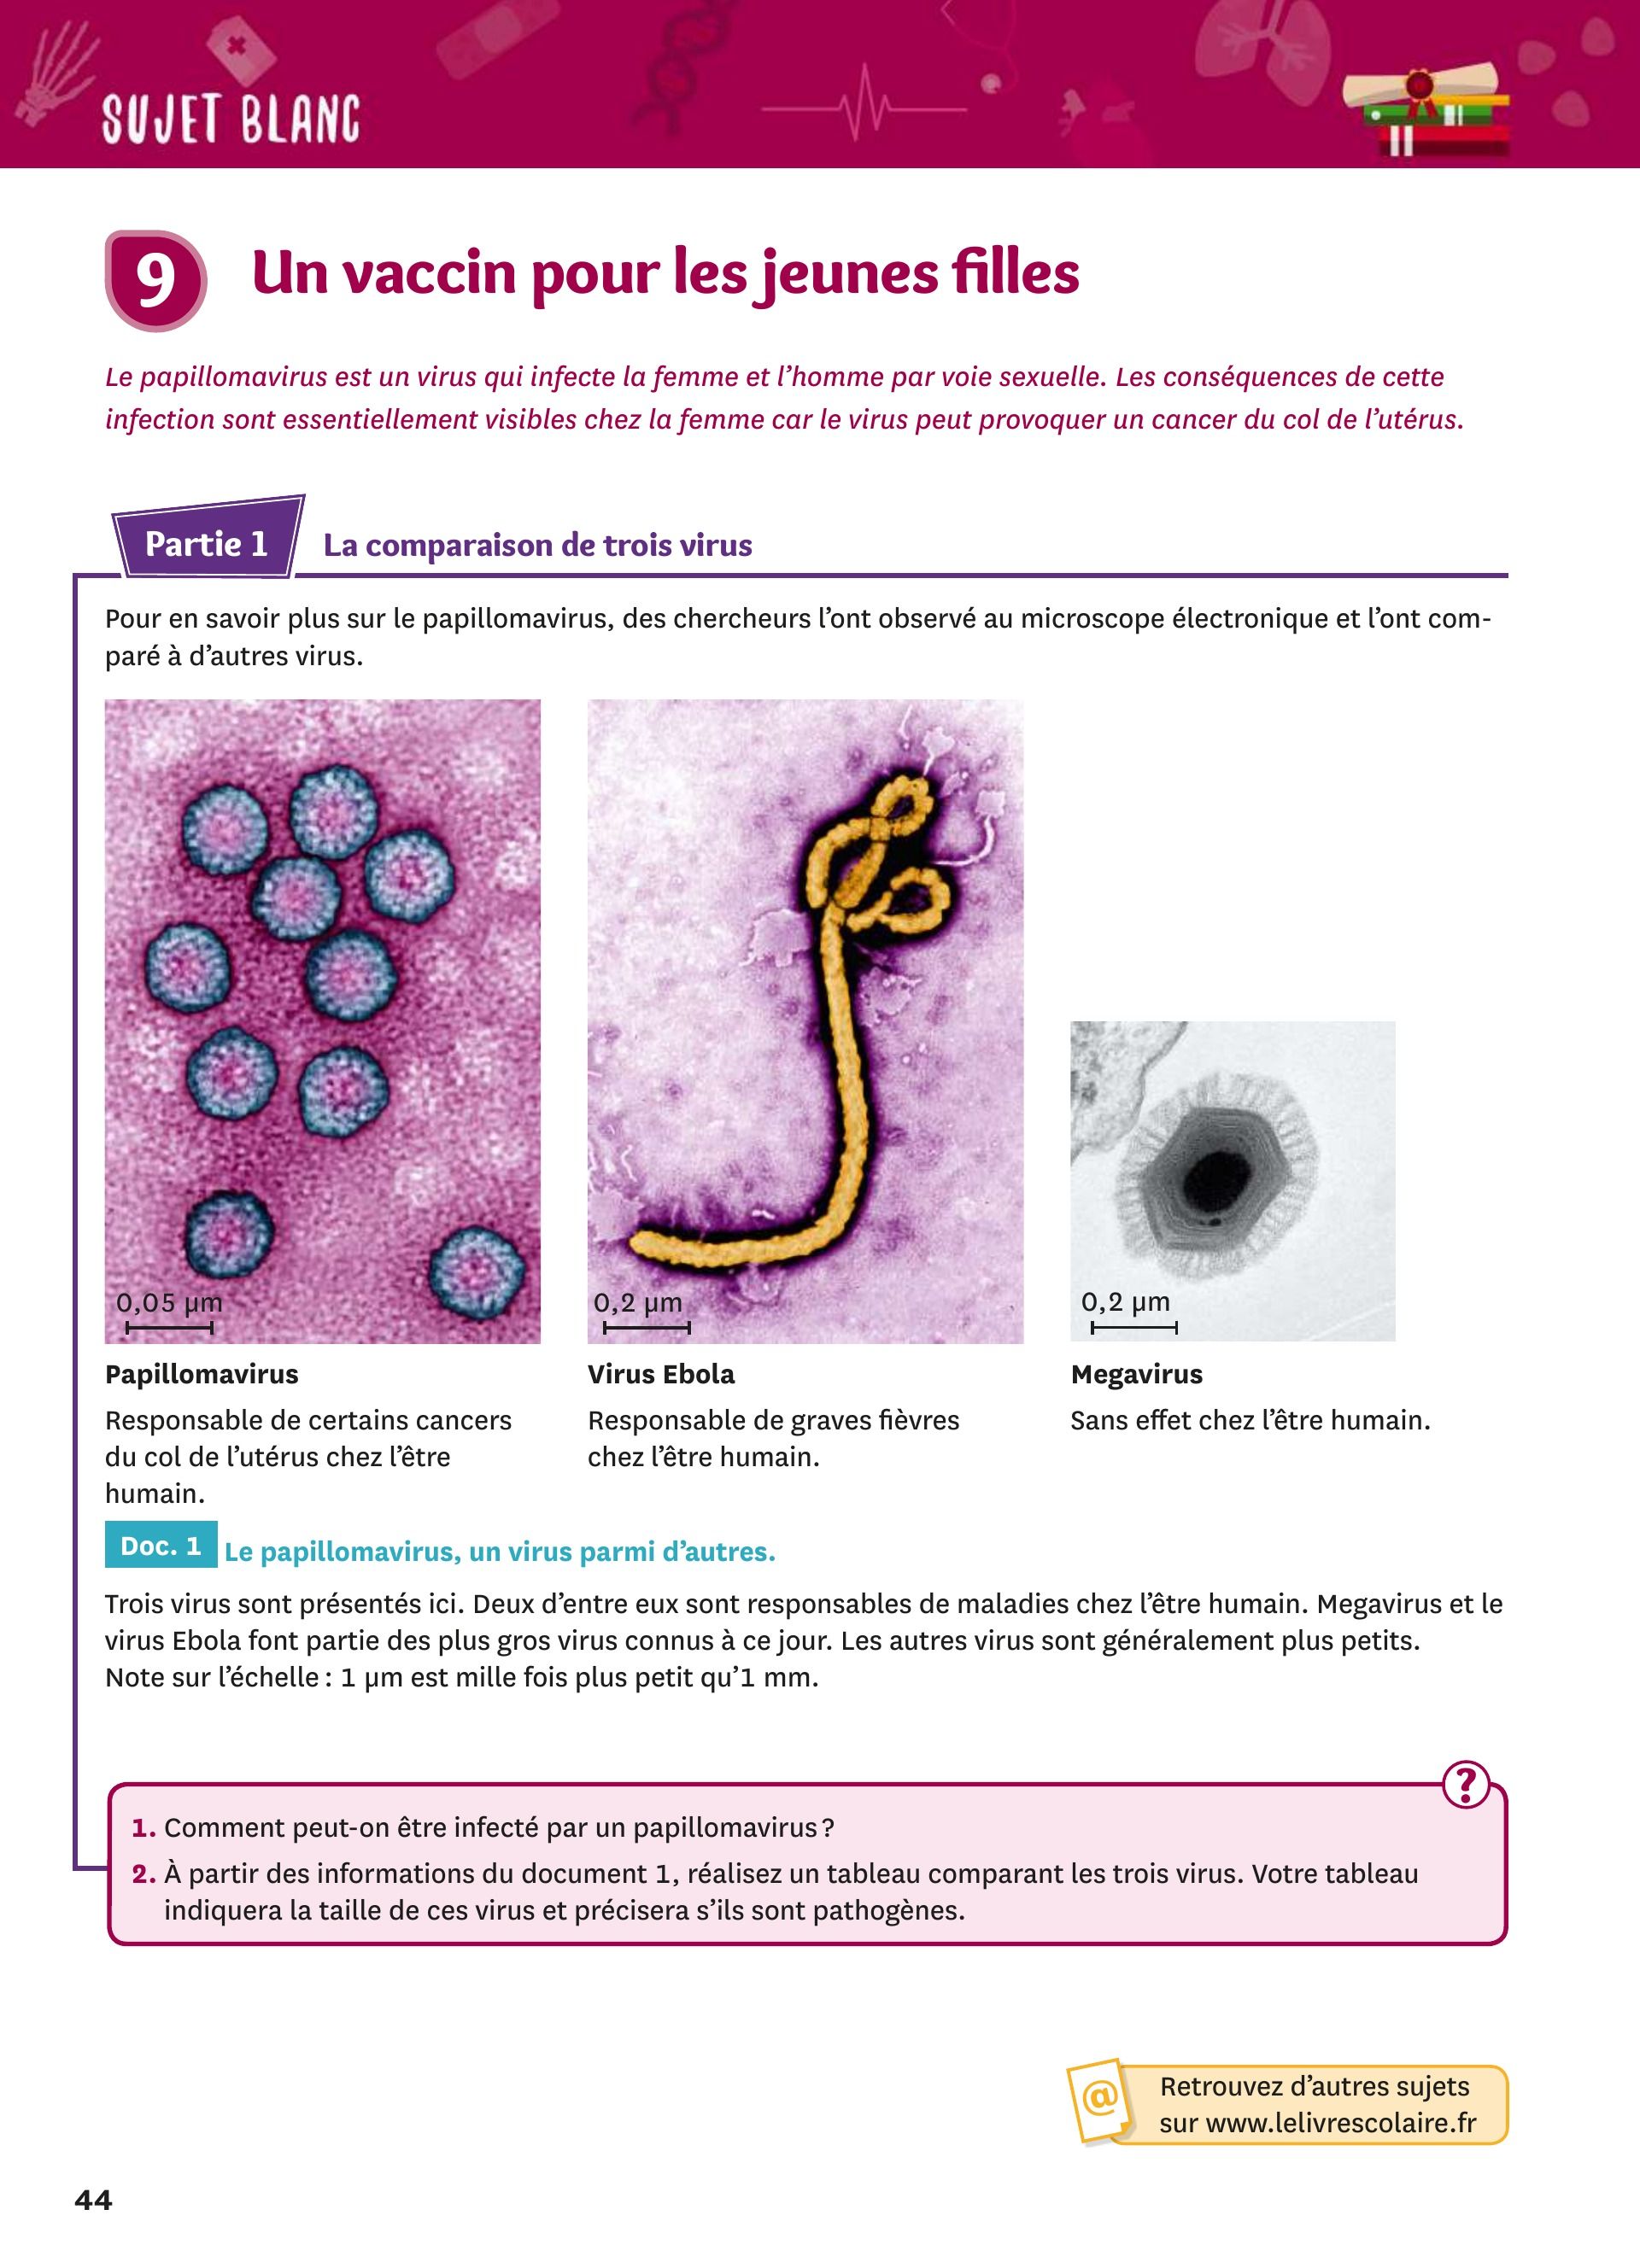 SUJET BLANC
9 Un vaccin pour les jeunes filles
Le papillomavirus est un virus qui infecte la femme et l’homme par voie sexuelle. Les conséquences de cette
infection sont essentiellement visibles chez la femme car le virus peut provoquer un cancer du col de l’utérus.
Partie 1 La comparaison de trois virus
Pour en savoir plus sur le papillomavirus, des chercheurs l’ont observé au microscope électronique et l’ont com-
paré à d’autres virus.
0,05 µm
Papillomavirus
Responsable de certains cancers
du col de l’utérus chez l’être
humain.
0,2 µm
Virus Ebola
Responsable de graves fièvres
chez l’être humain.
0,2 µm
Megavirus
Sans effet chez l’être humain.
Doc. 1 Le papillomavirus, un virus parmi d’autres.
Trois virus sont présentés ici. Deux d’entre eux sont responsables de maladies chez l’être humain. Megavirus et le
virus Ebola font partie des plus gros virus connus à ce jour. Les autres virus sont généralement plus petits.
Note sur l’échelle : 1 µm est mille fois plus petit qu’1 mm.
?
1. Comment peut-on être infecté par un papillomavirus ?
2. À partir des informations du document 1, réalisez un tableau comparant les trois virus. Votre tableau
indiquera la taille de ces virus et précisera s’ils sont pathogènes.
@
Retrouvez d’autres sujets
sur www.lelivrescolaire.fr
44